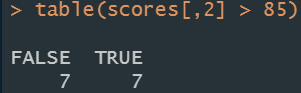 > table(scores[,2] > 85)
FALSE  TRUE
    7     7